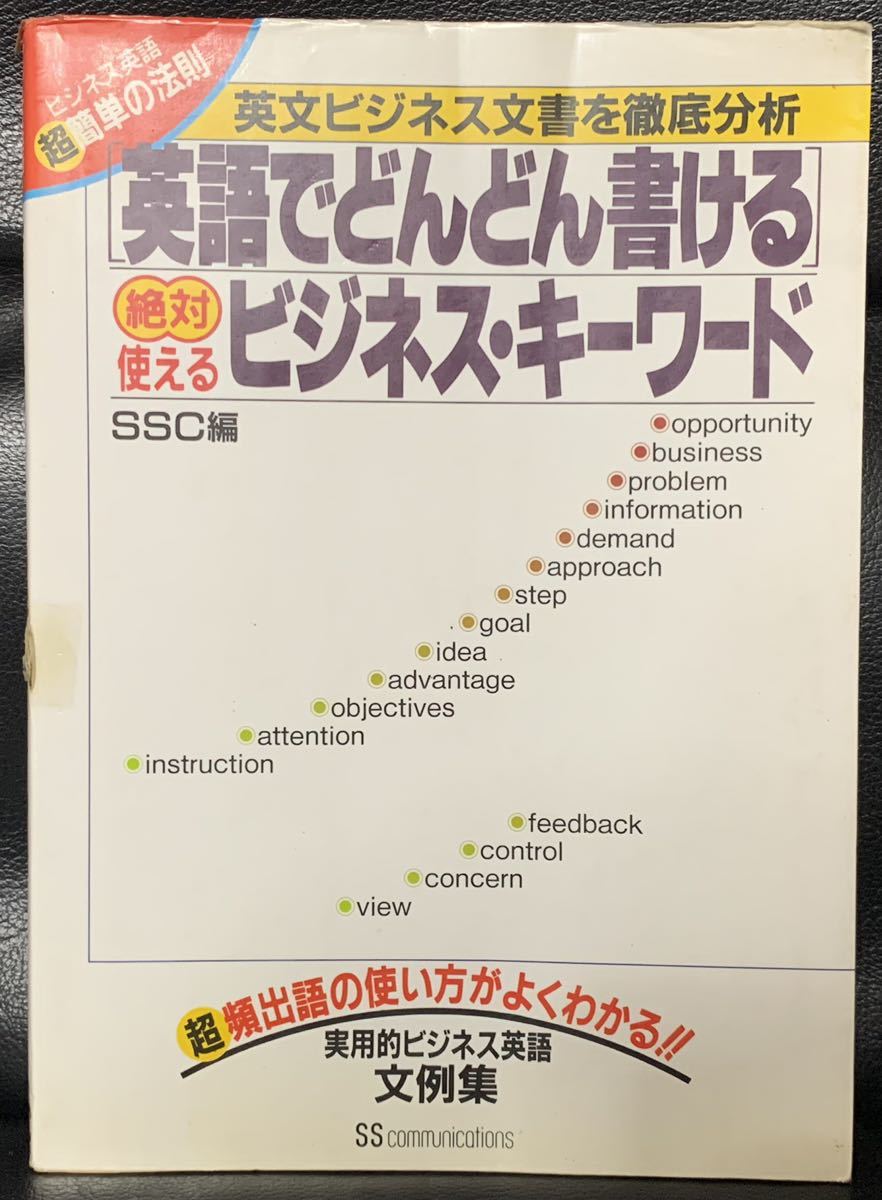 ビジネス英語
超簡単の法則
英文ビジネス文書を徹底分析
[英語でどんどん書ける]
絶対
使える
ビジネス・キーワード
SSC編
opportunity
business
problem
information
demand
approach
step
goal
idea
advantage
objectives
attention
instruction
feedback
control
concern
view
超頻出語の使い方がよくわかる!!
実用的ビジネス英語
文例集
SS communications